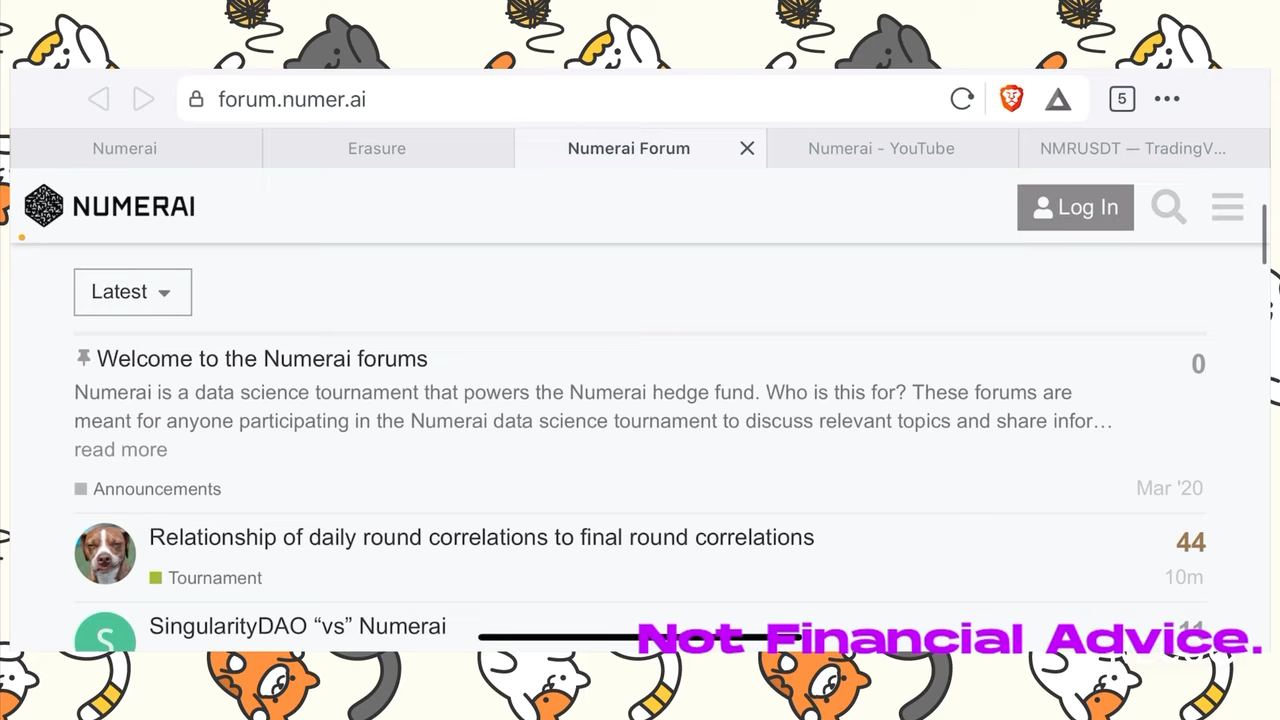 forum.numer.ai
5
Numerai
Erasure
Numerai Forum
Numerai - YouTube
NMRUSDT — TradingV...
NUMERAI
Log In
Latest
Welcome to the Numerai forums
0
Numerai is a data science tournament that powers the Numerai hedge fund. Who is this for? These forums are
meant for anyone participating in the Numerai data science tournament to discuss relevant topics and share infor…
read more
Announcements
Mar '20
Relationship of daily round correlations to final round correlations
44
Tournament
10m
S
SingularityDAO “vs” Numerai
Not Financial Advice.